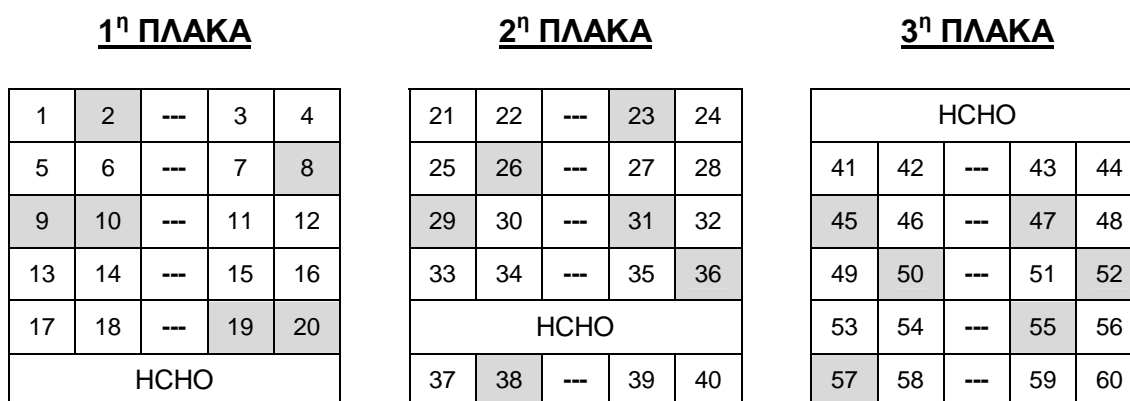 1η ΠΛΑΚΑ
1 2 --- 3 4
5 6 --- 7 8
9 10 --- 11 12
13 14 --- 15 16
17 18 --- 19 20
HCHO
2η ΠΛΑΚΑ
21 22 --- 23 24
25 26 --- 27 28
29 30 --- 31 32
33 34 --- 35 36
HCHO
37 38 --- 39 40
3η ΠΛΑΚΑ
HCHO
41 42 --- 43 44
45 46 --- 47 48
49 50 --- 51 52
53 54 --- 55 56
57 58 --- 59 60